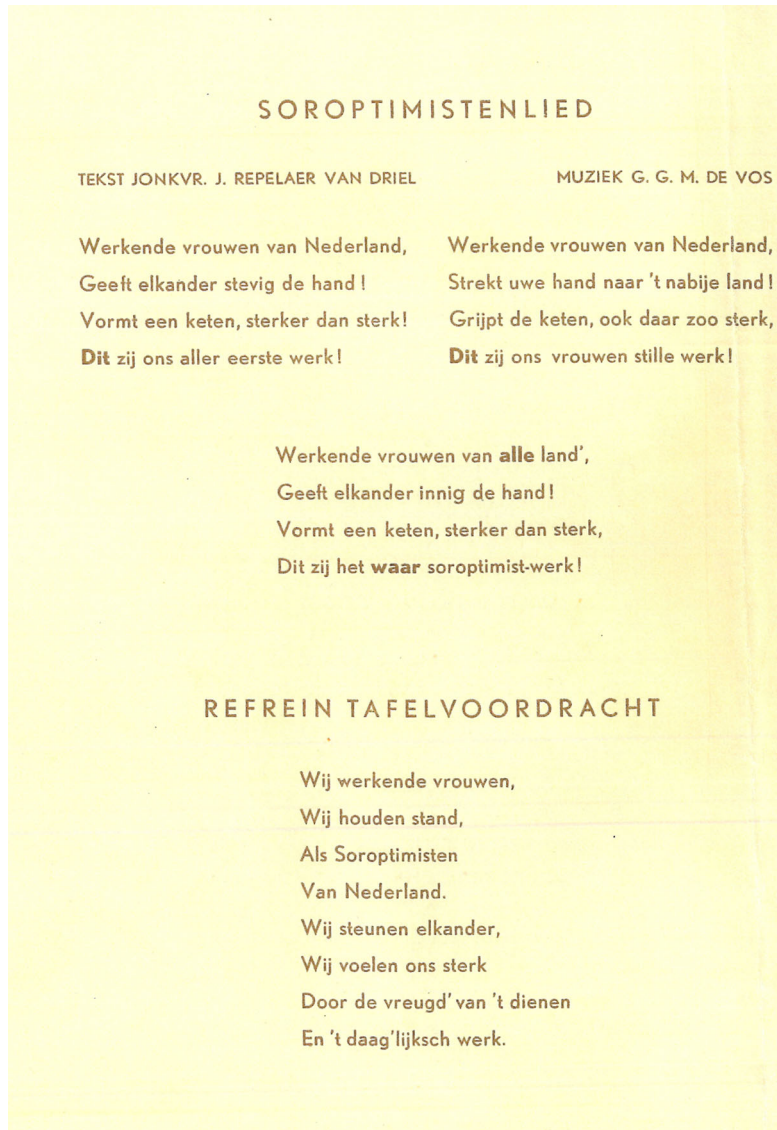 SOROPTIMISTENLIED
TEKST JONKVR. J. REPELAER VAN DRIEL
MUZIEK G. G. M. DE VOS
Werkende vrouwen van Nederland,
Geeft elkander stevig de hand!
Vormt een keten, sterker dan sterk!
Dit zij ons aller eerste werk!
Werkende vrouwen van Nederland,
Strekt uwe hand naar 't nabije land!
Grijpt de keten, ook daar zoo sterk,
Dit zij ons vrouwen stille werk!
Werkende vrouwen van alle land',
Geeft elkander innig de hand!
Vormt een keten, sterker dan sterk,
Dit zij het waar soroptimist-werk!
REFREIN TAFELVOORDRACHT
Wij werkende vrouwen,
Wij houden stand,
Als Soroptimisten
Van Nederland.
Wij steunen elkander,
Wij voelen ons sterk
Door de vreugd' van 't dienen
En 't daag'lijksch werk.